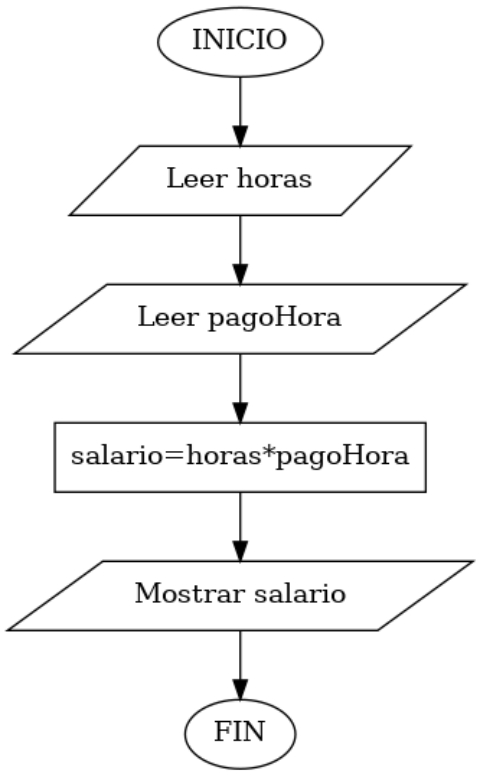 INICIO
Leer horas
Leer pagoHora
salario=horas*pagoHora
Mostrar salario
FIN